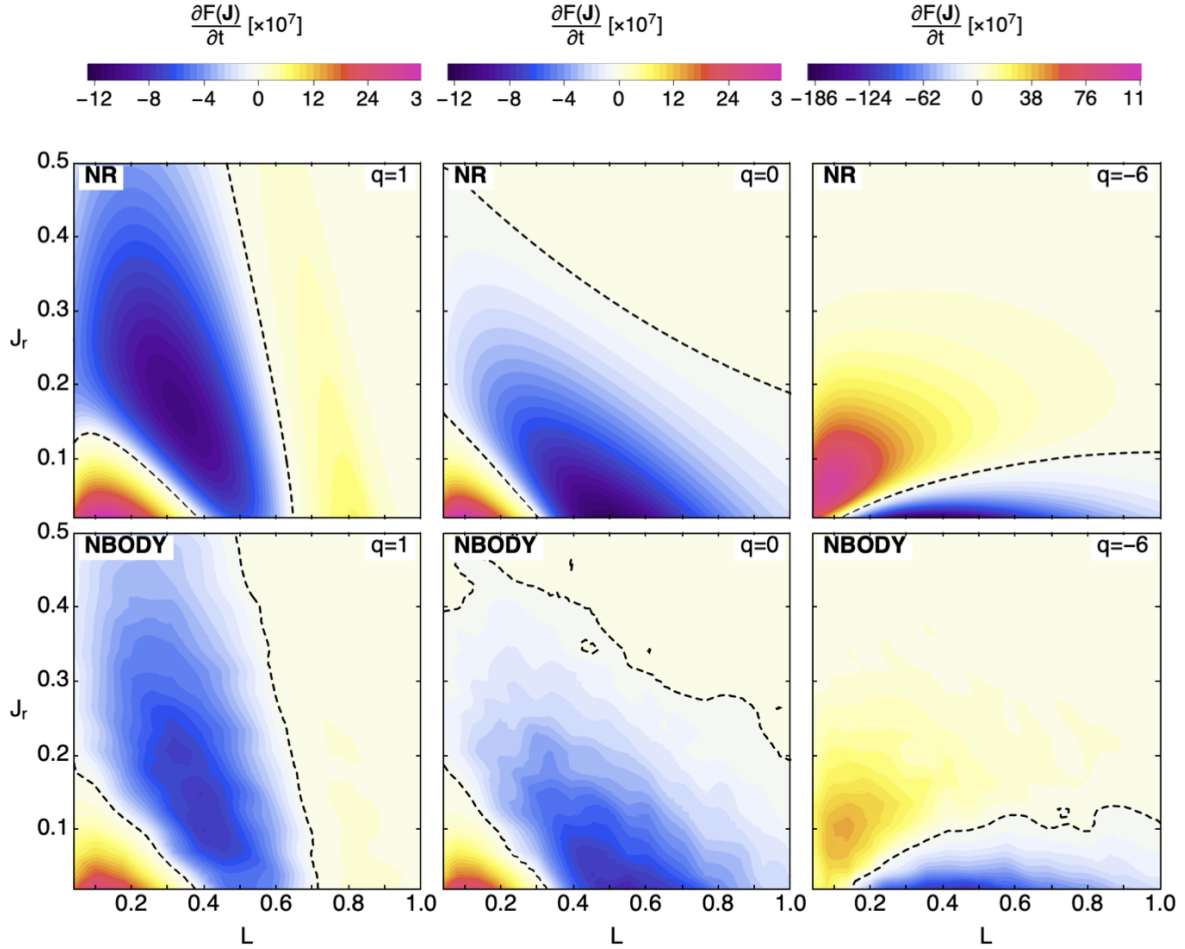 ∂F(J)/∂t [×10⁷] ∂F(J)/∂t [×10⁷] ∂F(J)/∂t [×10⁷]
−12 −8 −4 0 12 24 3 −12 −8 −4 0 12 24 3 −186 −124 −62 0 38 76 11
0.5 NR q=1 NR q=0 NR q=−6
0.4
0.3
Jr
0.2
0.1
0.5 NBODY q=1 NBODY q=0 NBODY q=−6
0.4
0.3
Jr
0.2
0.1
0.2 0.4 0.6 0.8 1.0 0.2 0.4 0.6 0.8 1.0 0.2 0.4 0.6 0.8 1.0
L L L